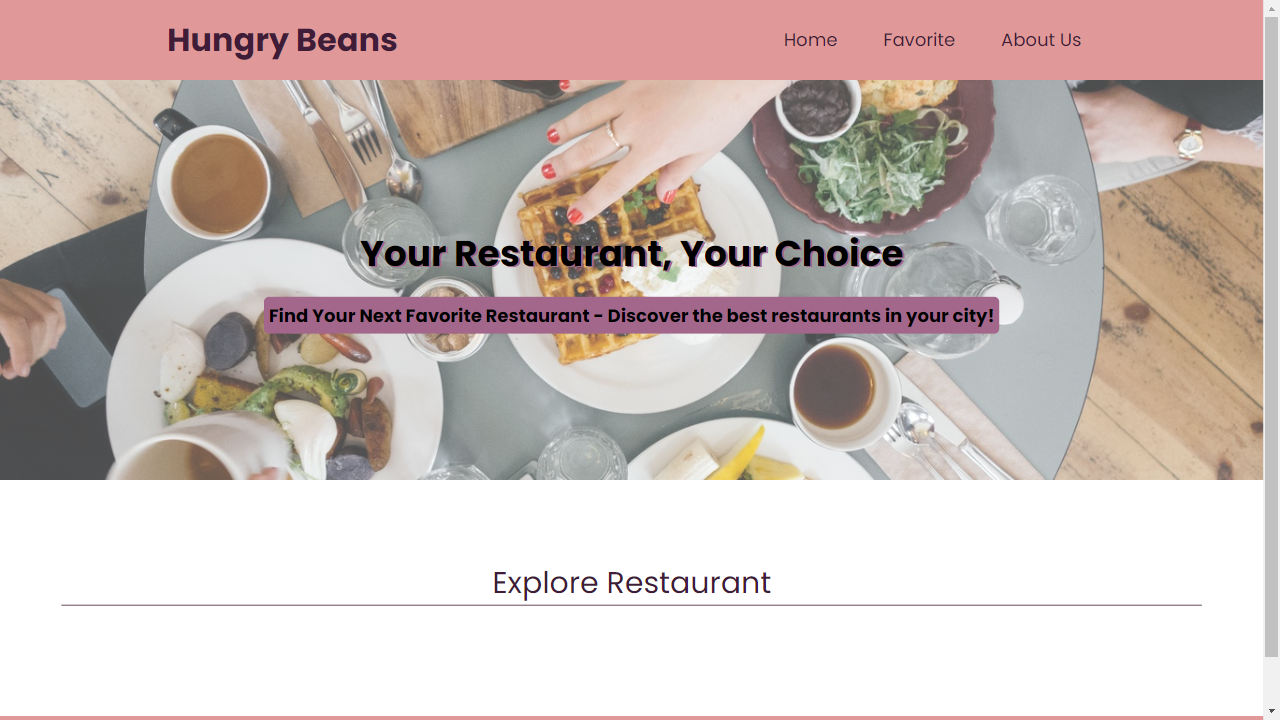 Hungry Beans
Home
Favorite
About Us
Your Restaurant, Your Choice
Find Your Next Favorite Restaurant - Discover the best restaurants in your city!
Explore Restaurant